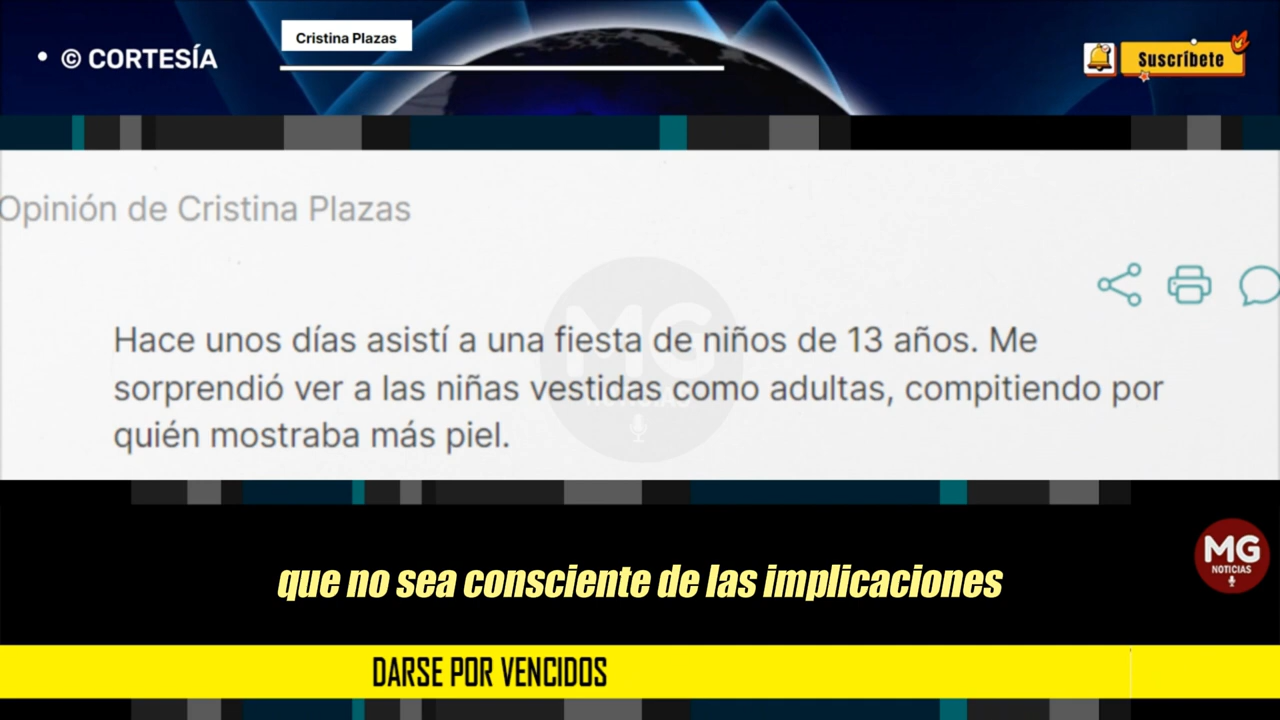 • © CORTESÍA
Cristina Plazas
Suscríbete
Opinión de Cristina Plazas
Hace unos días asistí a una fiesta de niños de 13 años. Me
sorprendió ver a las niñas vestidas como adultas, compitiendo por
quién mostraba más piel.
MG
NOTICIAS
que no sea consciente de las implicaciones
MG
NOTICIAS
DARSE POR VENCIDOS